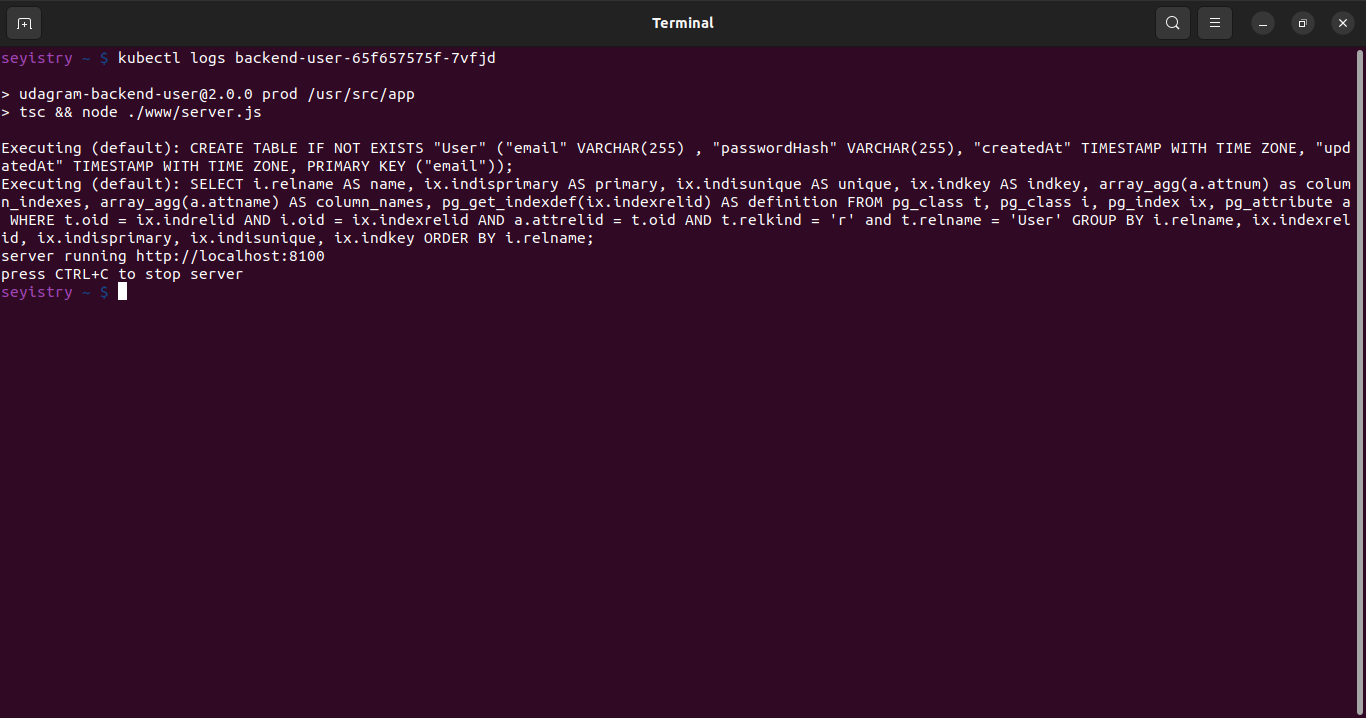 Terminal
seyistry ~ $ kubectl logs backend-user-65f657575f-7vfjd
> udagram-backend-user@2.0.0 prod /usr/src/app
> tsc && node ./www/server.js
Executing (default): CREATE TABLE IF NOT EXISTS "User" ("email" VARCHAR(255) , "passwordHash" VARCHAR(255), "createdAt" TIMESTAMP WITH TIME ZONE, "upd
atedAt" TIMESTAMP WITH TIME ZONE, PRIMARY KEY ("email"));
Executing (default): SELECT i.relname AS name, ix.indisprimary AS primary, ix.indisunique AS unique, ix.indkey AS indkey, array_agg(a.attnum) as colum
n_indexes, array_agg(a.attname) AS column_names, pg_get_indexdef(ix.indexrelid) AS definition FROM pg_class t, pg_class i, pg_index ix, pg_attribute a
 WHERE t.oid = ix.indrelid AND i.oid = ix.indexrelid AND a.attrelid = t.oid AND t.relkind = 'r' and t.relname = 'User' GROUP BY i.relname, ix.indexrel
id, ix.indisprimary, ix.indisunique, ix.indkey ORDER BY i.relname;
server running http://localhost:8100
press CTRL+C to stop server
seyistry ~ $